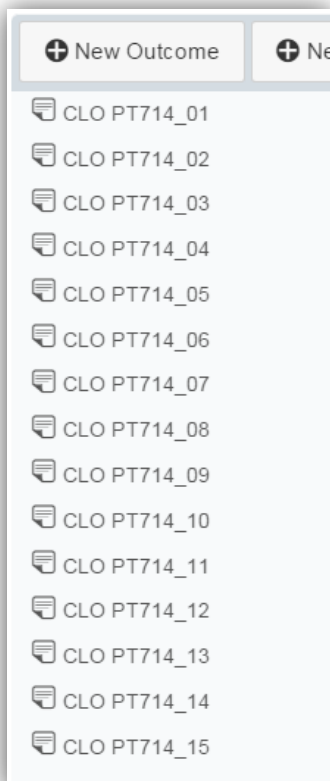 New Outcome Ne
CLO PT714_01
CLO PT714_02
CLO PT714_03
CLO PT714_04
CLO PT714_05
CLO PT714_06
CLO PT714_07
CLO PT714_08
CLO PT714_09
CLO PT714_10
CLO PT714_11
CLO PT714_12
CLO PT714_13
CLO PT714_14
CLO PT714_15